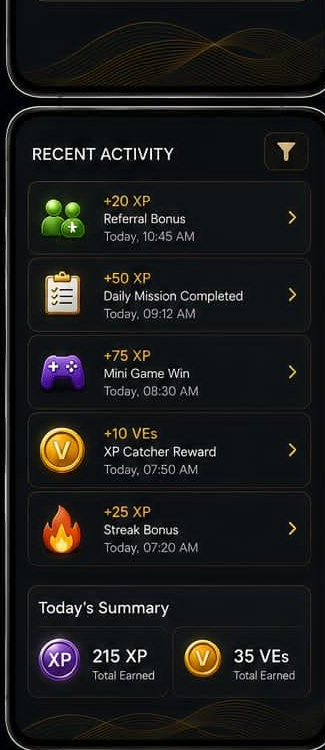 RECENT ACTIVITY
+20 XP
Referral Bonus
Today, 10:45 AM
+50 XP
Daily Mission Completed
Today, 09:12 AM
+75 XP
Mini Game Win
Today, 08:30 AM
V
+10 VEs
XP Catcher Reward
Today, 07:50 AM
+25 XP
Streak Bonus
Today, 07:20 AM
Today's Summary
XP
215 XP
Total Earned
V
35 VEs
Total Earned